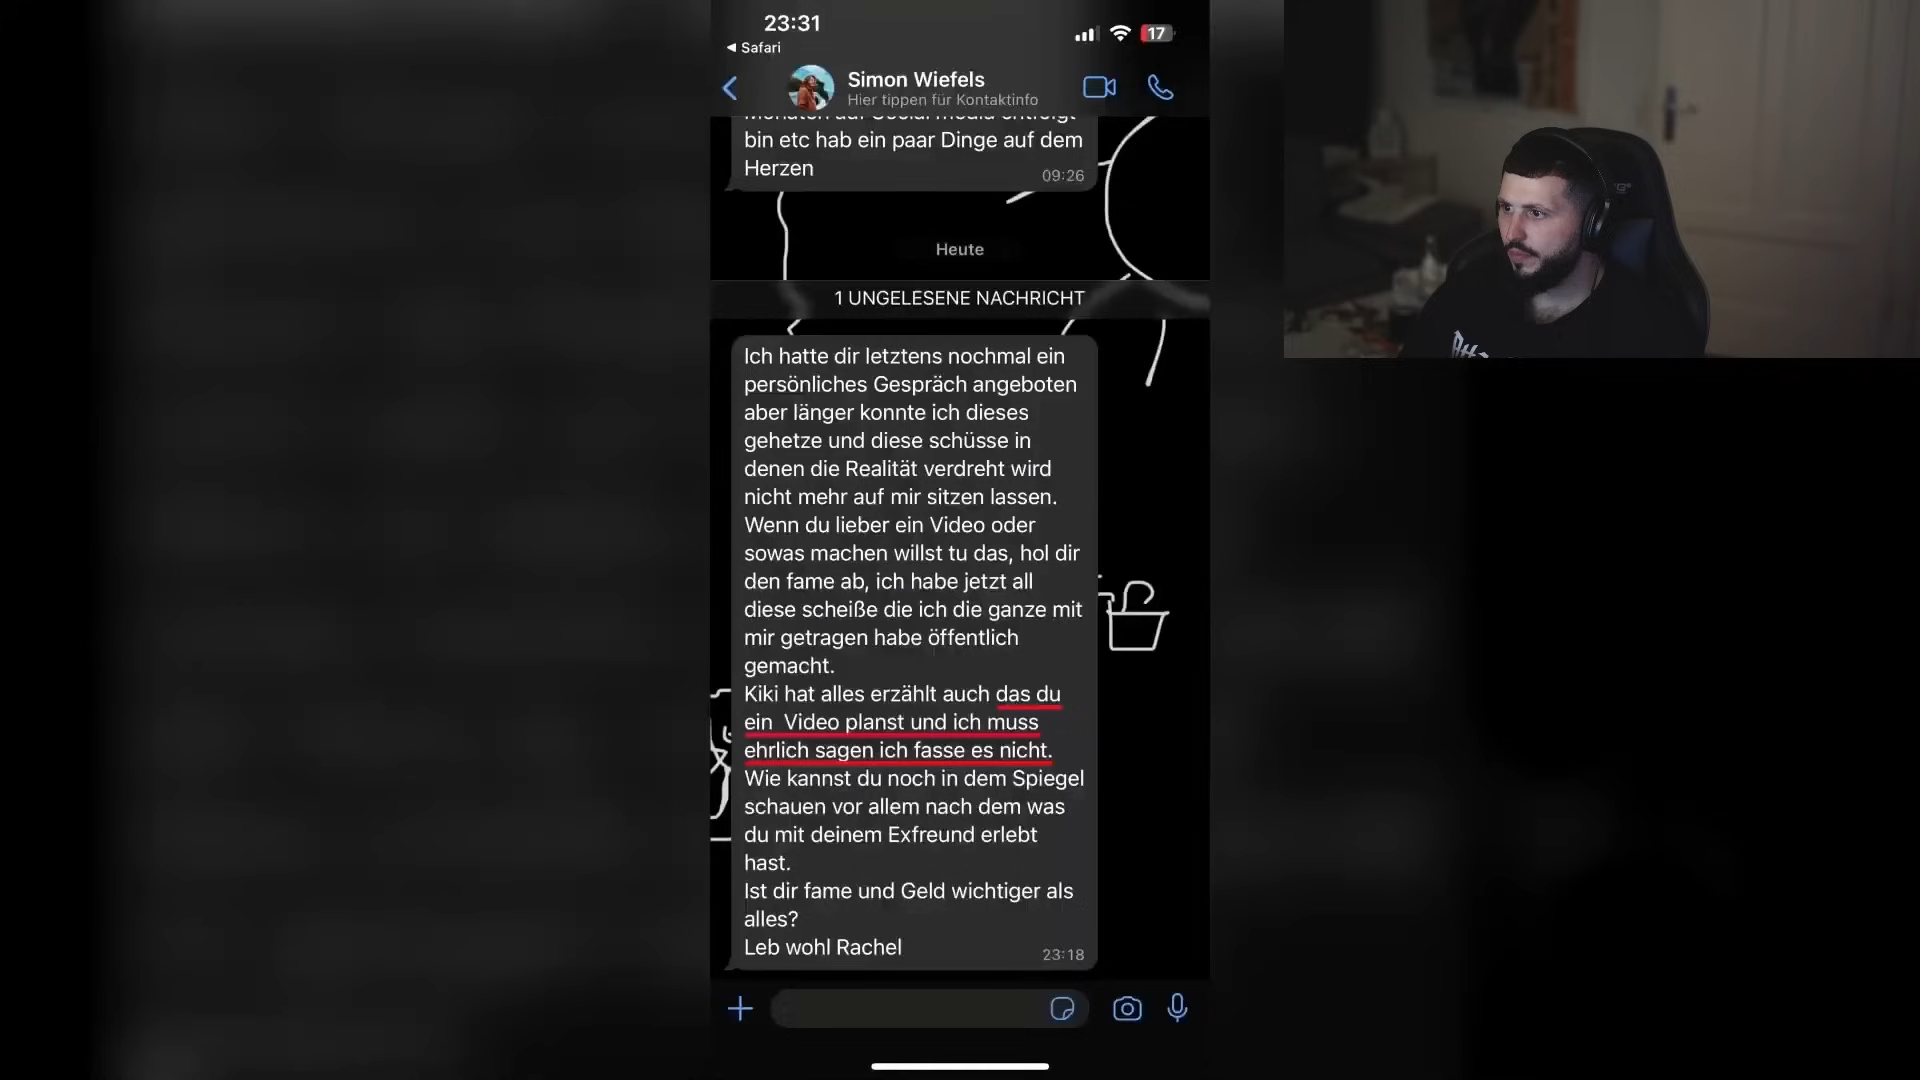 23:31
17
◀ Safari
Simon Wiefels
Hier tippen für Kontaktinfo
bin etc hab ein paar Dinge auf dem
Herzen
09:26
Heute
1 UNGELESENE NACHRICHT
Ich hatte dir letztens nochmal ein
persönliches Gespräch angeboten
aber länger konnte ich dieses
gehetze und diese schüsse in
denen die Realität verdreht wird
nicht mehr auf mir sitzen lassen.
Wenn du lieber ein Video oder
sowas machen willst tu das, hol dir
den fame ab, ich habe jetzt all
diese scheiße die ich die ganze mit
mir getragen habe öffentlich
gemacht.
Kiki hat alles erzählt auch das du
ein  Video planst und ich muss
ehrlich sagen ich fasse es nicht.
Wie kannst du noch in dem Spiegel
schauen vor allem nach dem was
du mit deinem Exfreund erlebt
hast.
Ist dir fame und Geld wichtiger als
alles?
Leb wohl Rachel
23:18